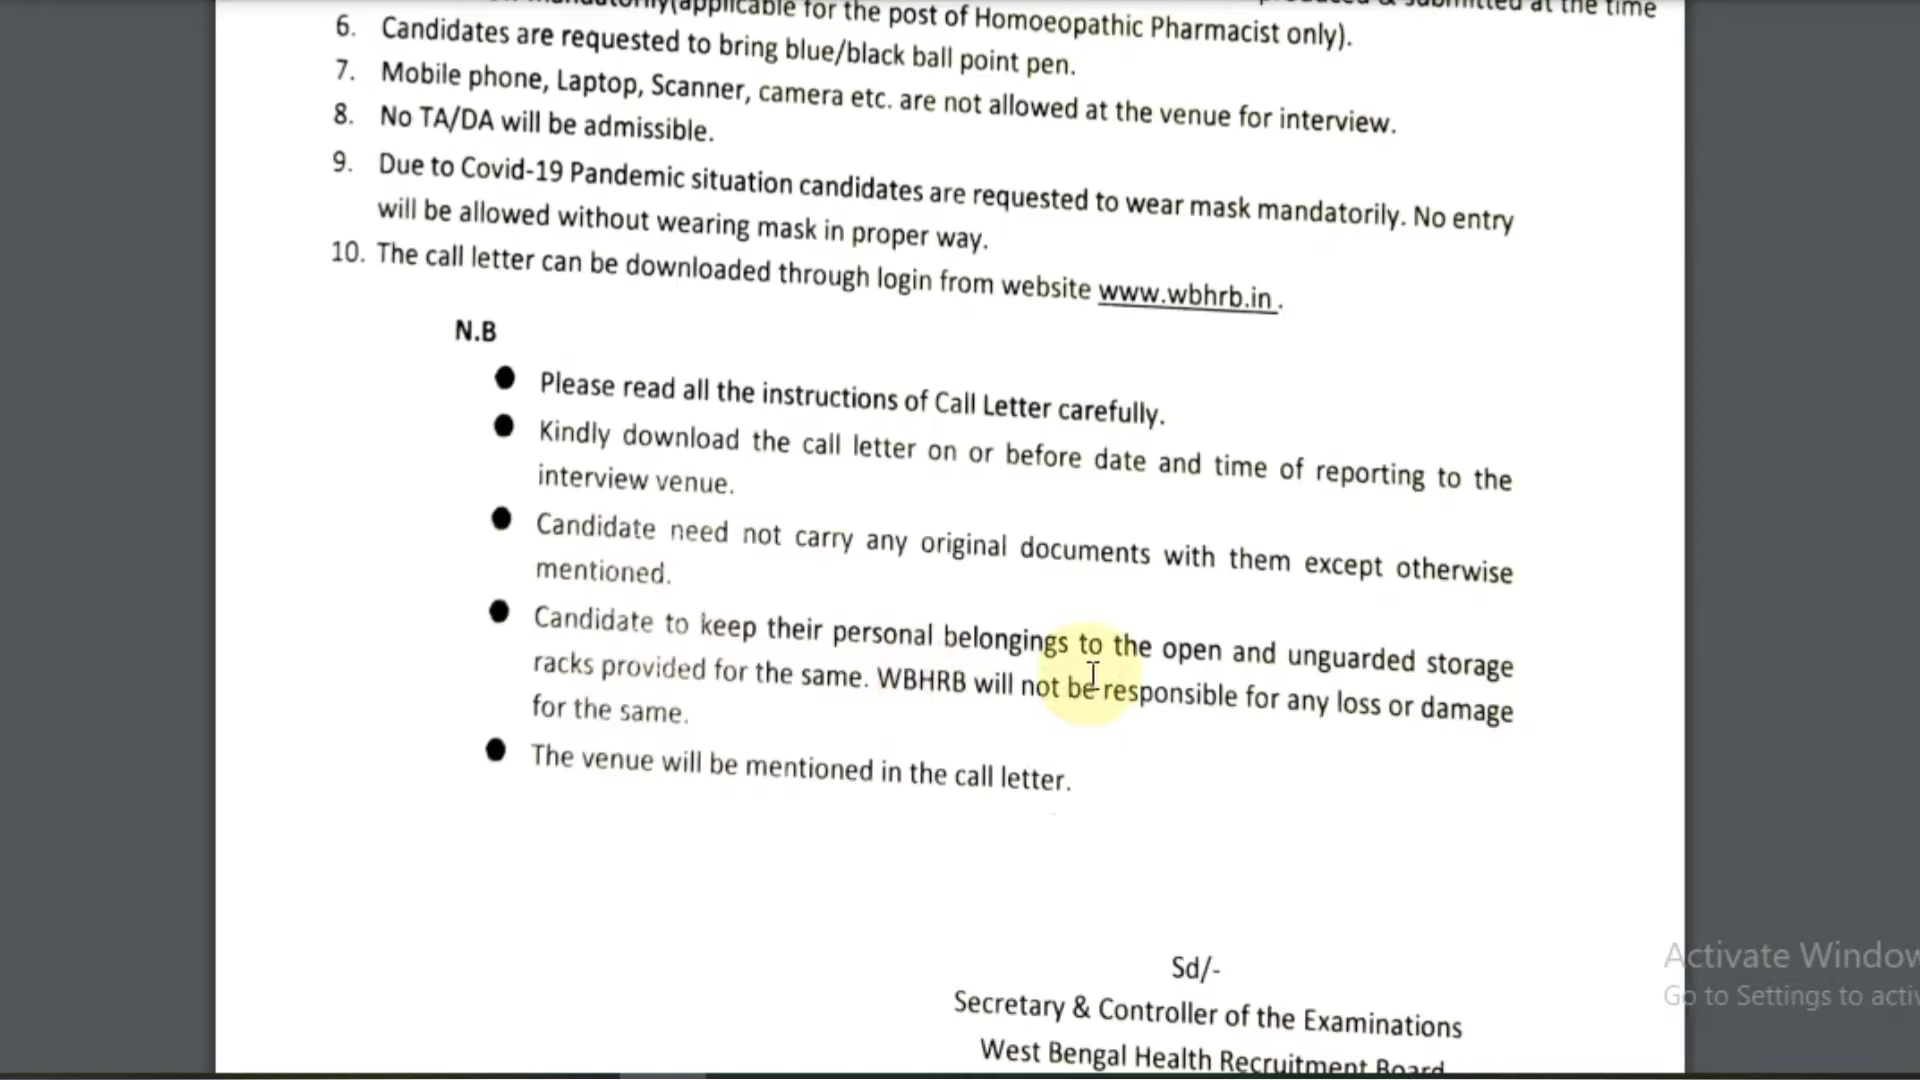 (applicable for the post of Homoeopathic Pharmacist only).
at the time
6. Candidates are requested to bring blue/black ball point pen.
7. Mobile phone, Laptop, Scanner, camera etc. are not allowed at the venue for interview.
8. No TA/DA will be admissible.
9. Due to Covid-19 Pandemic situation candidates are requested to wear mask mandatorily. No entry
will be allowed without wearing mask in proper way.
10. The call letter can be downloaded through login from website www.wbhrb.in .
N.B
● Please read all the instructions of Call Letter carefully.
● Kindly download the call letter on or before date and time of reporting to the
interview venue.
● Candidate need not carry any original documents with them except otherwise
mentioned.
● Candidate to keep their personal belongings to the open and unguarded storage
racks provided for the same. WBHRB will not be responsible for any loss or damage
for the same.
● The venue will be mentioned in the call letter.
Sd/-
Secretary & Controller of the Examinations
West Bengal Health Recruitment Board
Activate Window
Go to Settings to acti